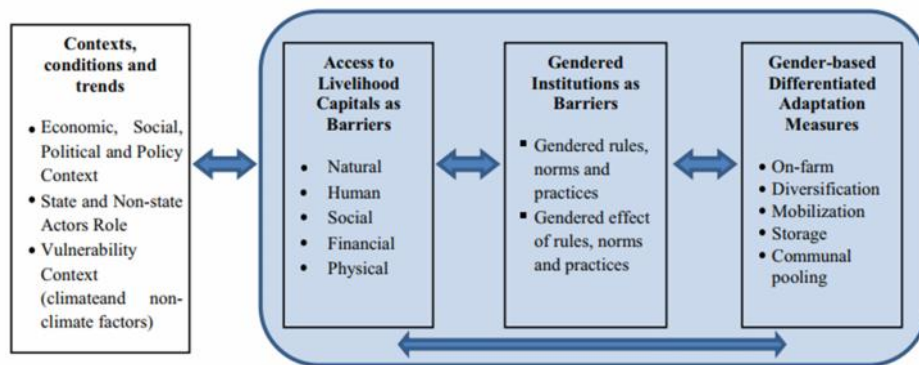 Contexts,
conditions and
trends
• Economic, Social,
Political and Policy
Context
• State and Non-state
Actors Role
• Vulnerability
Context
(climateand non-
climate factors)
Access to
Livelihood
Capitals as
Barriers
• Natural
• Human
• Social
• Financial
• Physical
Gendered
Institutions as
Barriers
▪ Gendered rules,
norms and
practices
▪ Gendered effect
of rules, norms
and practices
Gender-based
Differentiated
Adaptation
Measures
• On-farm
• Diversification
• Mobilization
• Storage
• Communal
pooling